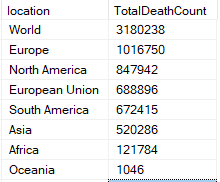 location TotalDeathCount
World 3180238
Europe 1016750
North America 847942
European Union 688896
South America 672415
Asia 520286
Africa 121784
Oceania 1046